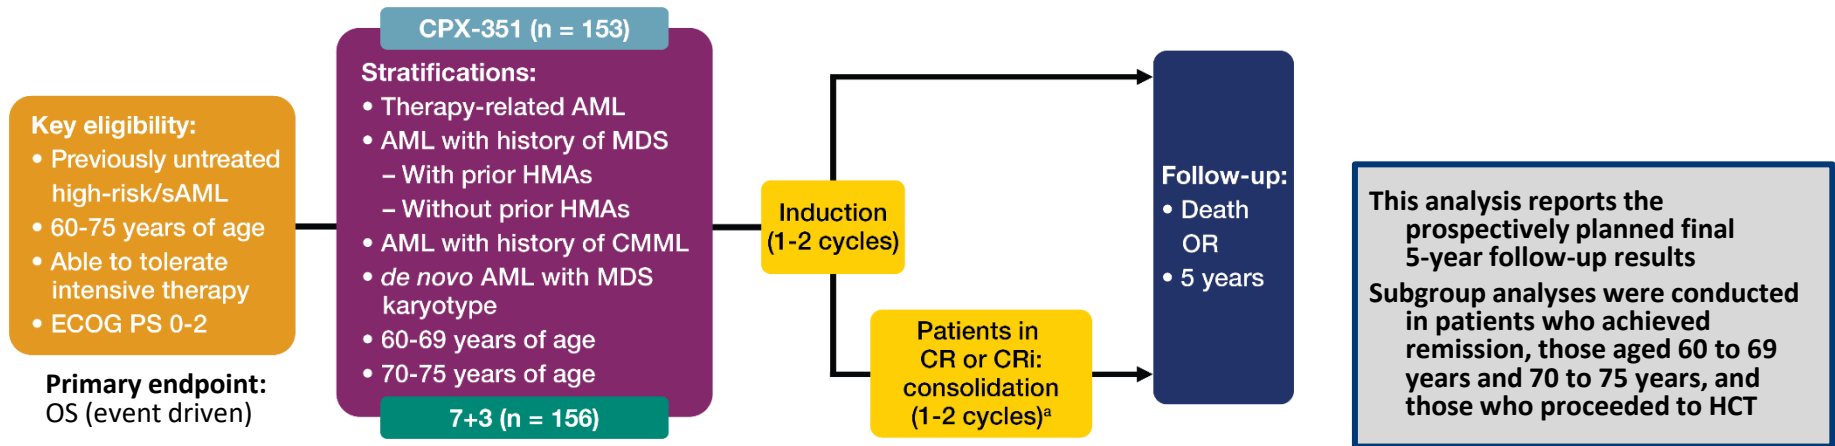 Key eligibility:
• Previously untreated
high-risk/sAML
• 60-75 years of age
• Able to tolerate
intensive therapy
• ECOG PS 0-2
Primary endpoint:
OS (event driven)
CPX-351 (n = 153)
Stratifications:
• Therapy-related AML
• AML with history of MDS
– With prior HMAs
– Without prior HMAs
• AML with history of CMML
• de novo AML with MDS
karyotype
• 60-69 years of age
• 70-75 years of age
7+3 (n = 156)
Induction
(1-2 cycles)
Patients in
CR or CRi:
consolidation
(1-2 cycles)ᵃ
Follow-up:
• Death
OR
• 5 years
This analysis reports the
prospectively planned final
5-year follow-up results
Subgroup analyses were conducted
in patients who achieved
remission, those aged 60 to 69
years and 70 to 75 years, and
those who proceeded to HCT